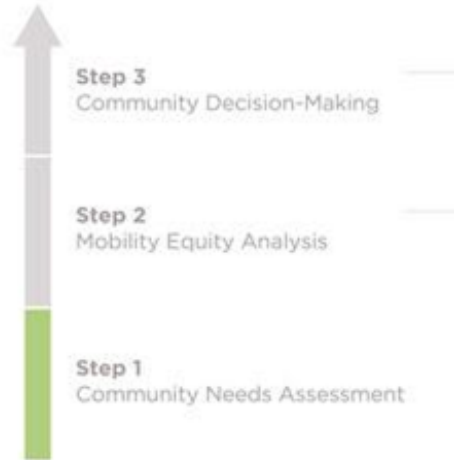 Step 3
Community Decision-Making
Step 2
Mobility Equity Analysis
Step 1
Community Needs Assessment